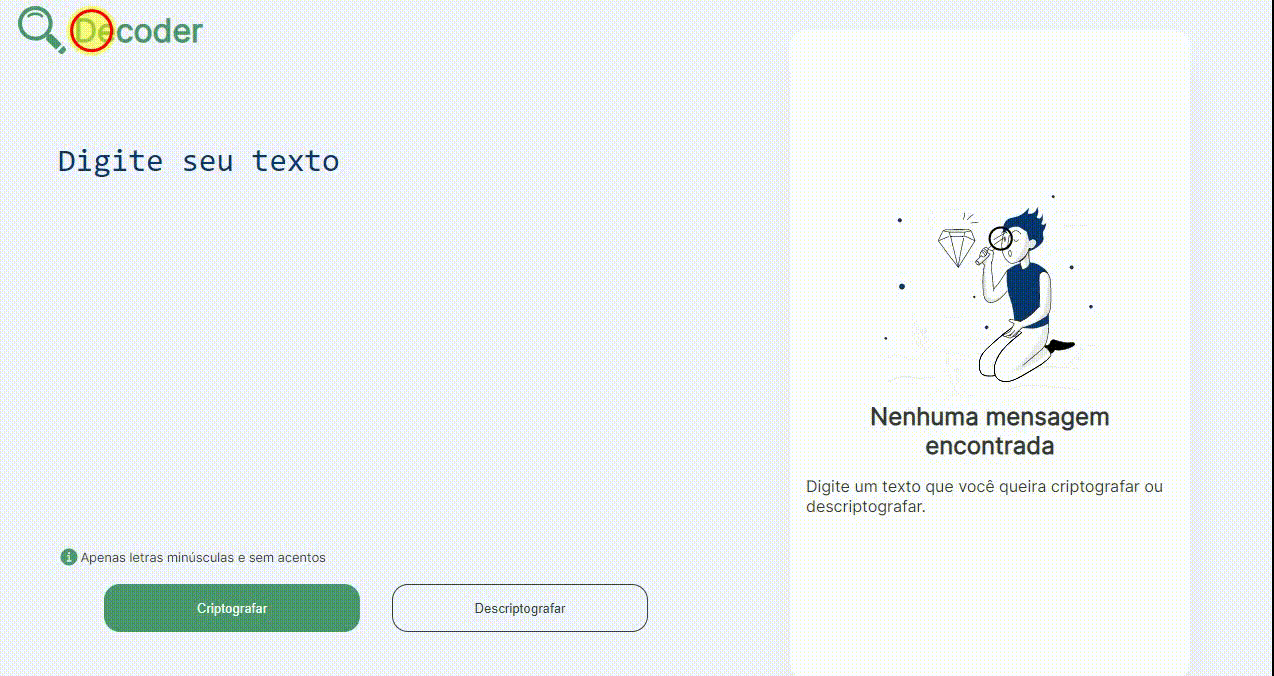 Decoder
Digite seu texto
Nenhuma mensagem
encontrada
Digite um texto que você queira criptografar ou
descriptografar.
Apenas letras minúsculas e sem acentos
Criptografar
Descriptografar